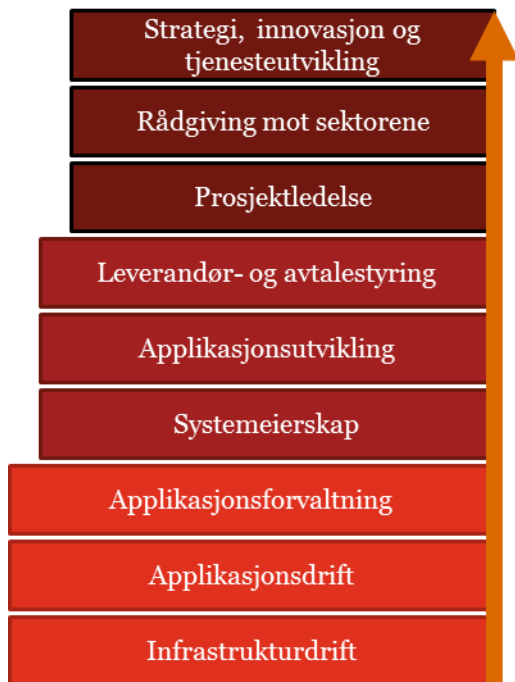 Strategi, innovasjon og
tjenesteutvikling
Rådgiving mot sektorene
Prosjektledelse
Leverandør- og avtalestyring
Applikasjonsutvikling
Systemeierskap
Applikasjonsforvaltning
Applikasjonsdrift
Infrastrukturdrift